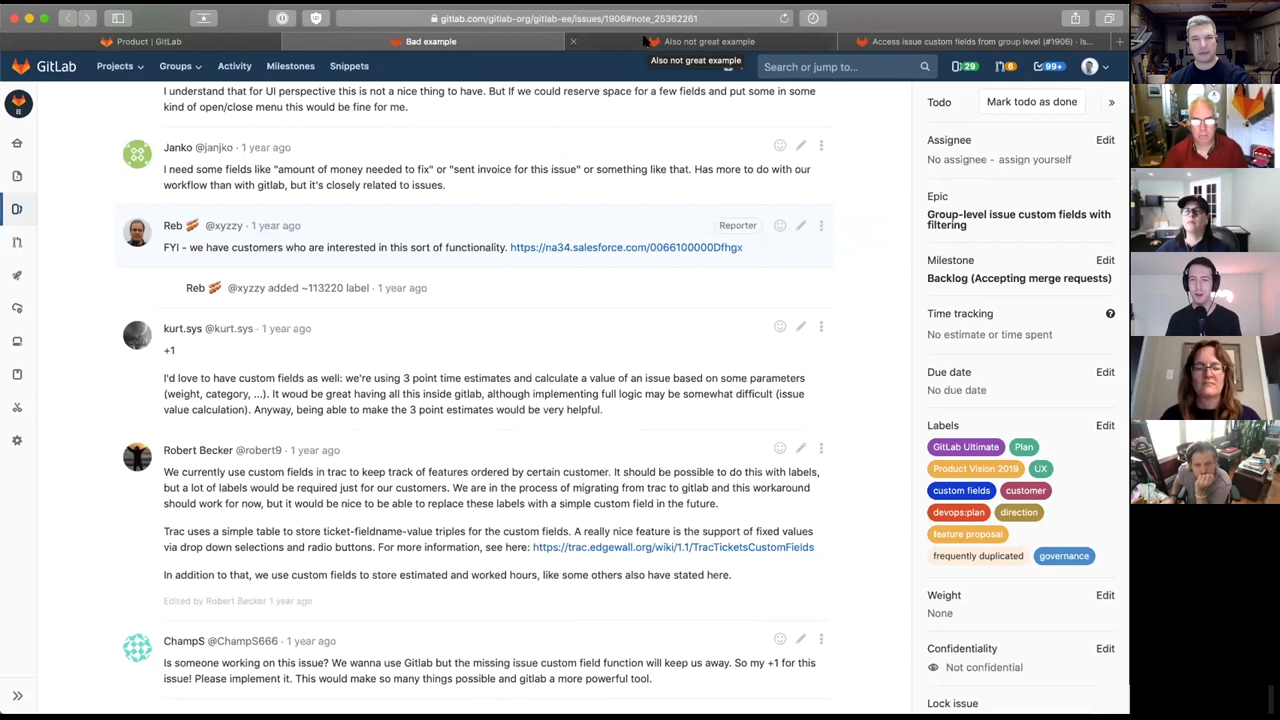 gitlab.com/gitlab-org/gitlab-ee/issues/1906#note_25362261
Product | GitLab
Bad example
Also not great example
Access issue custom fields from group level (#1906) · Is...
Also not great example
GitLab
Projects
Groups
Activity
Milestones
Snippets
Search or jump to...
29
6
99+
I understand that for UI perspective this is not a nice thing to have. But If we could reserve space for a few fields and put some in some
kind of open/close menu this would be fine for me.
Janko @janjko · 1 year ago
I need some fields like "amount of money needed to fix" or "sent invoice for this issue" or something like that. Has more to do with our
workflow than with gitlab, but it's closely related to issues.
Reb @xyzzy · 1 year ago
Reporter
FYI - we have customers who are interested in this sort of functionality. https://na34.salesforce.com/0066100000Dfhgx
Reb @xyzzy added ~113220 label · 1 year ago
kurt.sys @kurt.sys · 1 year ago
+1
I'd love to have custom fields as well: we're using 3 point time estimates and calculate a value of an issue based on some parameters
(weight, category, ...). It woud be great having all this inside gitlab, although implementing full logic may be somewhat difficult (issue
value calculation). Anyway, being able to make the 3 point estimates would be very helpful.
Robert Becker @robert9 · 1 year ago
We currently use custom fields in trac to keep track of features ordered by certain customer. It should be possible to do this with labels,
but a lot of labels would be required just for our customers. We are in the process of migrating from trac to gitlab and this workaround
should work for now, but it would be nice to be able to replace these labels with a simple custom field in the future.
Trac uses a simple table to store ticket-fieldname-value triples for the custom fields. A really nice feature is the support of fixed values
via drop down selections and radio buttons. For more information, see here: https://trac.edgewall.org/wiki/1.1/TracTicketsCustomFields
In addition to that, we use custom fields to store estimated and worked hours, like some others also have stated here.
Edited by Robert Becker 1 year ago
ChampS @ChampS666 · 1 year ago
Is someone working on this issue? We wanna use Gitlab but the missing issue custom field function will keep us away. So my +1 for this
issue! Please implement it. This would make so many things possible and gitlab a more powerful tool.
EE
Todo
Mark todo as done
Assignee
Edit
No assignee - assign yourself
Epic
Group-level issue custom fields with
filtering
Milestone
Edit
Backlog (Accepting merge requests)
Time tracking
No estimate or time spent
Due date
Edit
No due date
Labels
Edit
GitLab Ultimate
Plan
Product Vision 2019
UX
custom fields
customer
devops:plan
direction
feature proposal
frequently duplicated
governance
Weight
Edit
None
Confidentiality
Edit
Not confidential
Lock issue